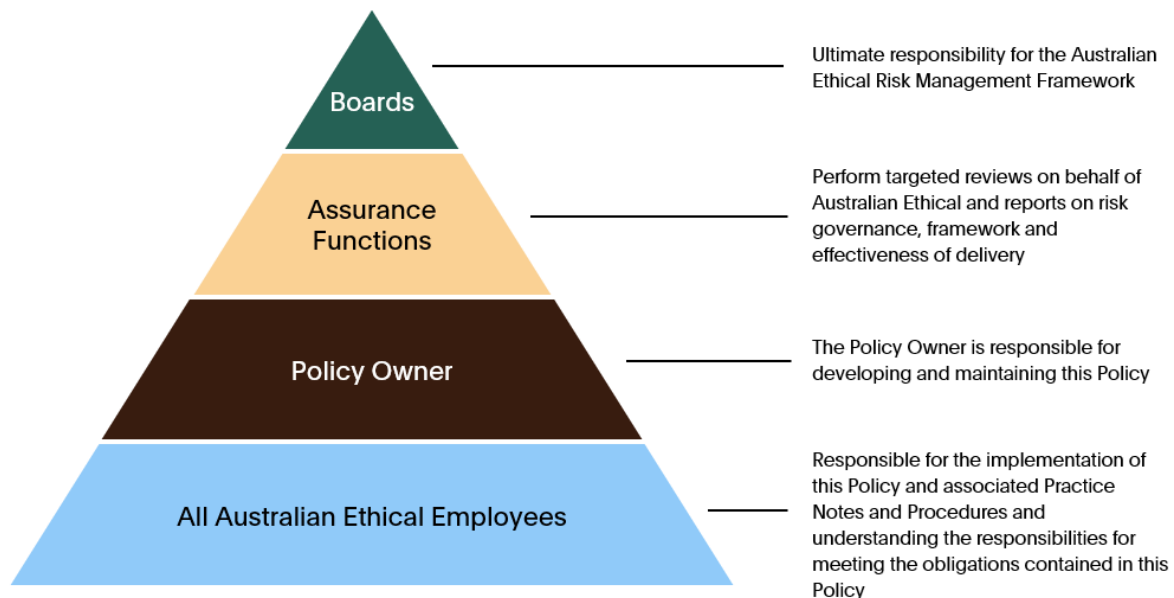 Boards
Ultimate responsibility for the Australian
Ethical Risk Management Framework
Assurance
Functions
Perform targeted reviews on behalf of
Australian Ethical and reports on risk
governance, framework and
effectiveness of delivery
Policy Owner
The Policy Owner is responsible for
developing and maintaining this Policy
All Australian Ethical Employees
Responsible for the implementation of
this Policy and associated Practice
Notes and Procedures and
understanding the responsibilities for
meeting the obligations contained in this
Policy